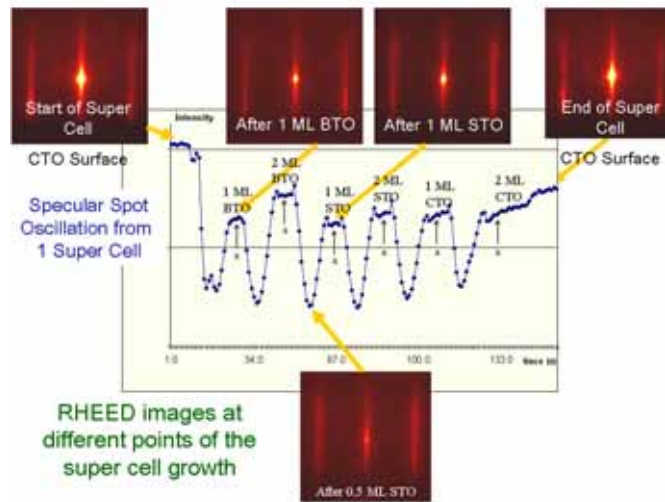 Start of Super
Cell
After 1 ML BTO
After 1 ML STO
End of Super
Cell
CTO Surface
CTO Surface
Intensity
Specular Spot
Oscillation from
1 Super Cell
1 ML
BTO
2 ML
BTO
1 ML
STO
2 ML
STO
1 ML
CTO
2 ML
CTO
1.0
34.0
67.0
100.0
133.0
RHEED images at
different points of the
super cell growth
After 0.5 ML STO